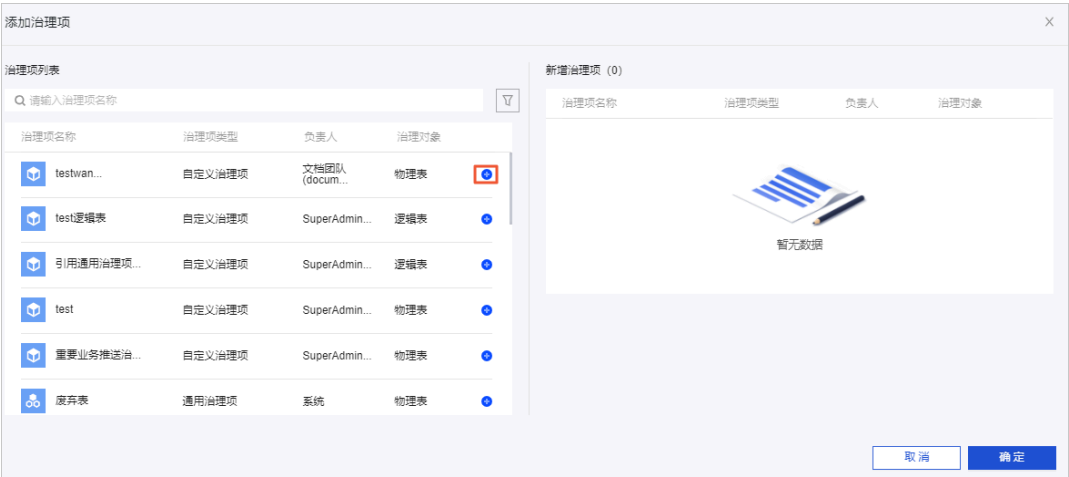 添加治理项
治理项列表
新增治理项 (0)
请输入治理项名称
治理项名称 治理项类型 负责人 治理对象
治理项名称 治理项类型 负责人 治理对象
testwan... 自定义治理项 文档团队 (docum... 物理表
test逻辑表 自定义治理项 SuperAdmin... 逻辑表
引用通用治理项... 自定义治理项 SuperAdmin... 逻辑表
test 自定义治理项 SuperAdmin... 物理表
重要业务推送治... 自定义治理项 SuperAdmin... 物理表
废弃表 通用治理项 系统 物理表
暂无数据
取消 确定